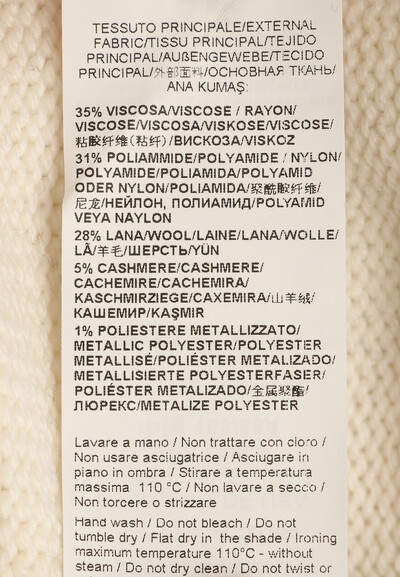 TESSUTO PRINCIPALE/EXTERNAL
FABRIC/TISSU PRINCIPAL/TEJIDO
PRINCIPAL/AUßENGEWEBE/TECIDO
PRINCIPAL/外部面料/ОСНОВНАЯ ТКАНЬ/
ANA KUMAŞ:
35% VISCOSA/VISCOSE / RAYON/
VISCOSE/VISCOSA/VISKOSE/VISCOSE/
粘胶纤维(粘纤)/ВИСКОЗА/VISKOZ
31% POLIAMMIDE/POLYAMIDE / NYLON/
POLYAMIDE/POLIAMIDA/POLYAMID
ODER NYLON/POLIAMIDA/聚酰胺纤维/
尼龙/НЕЙЛОН, ПОЛИАМИД/POLYAMID
VEYA NAYLON
28% LANA/WOOL/LAINE/LANA/WOLLE/
LÃ/羊毛/ШЕРСТЬ/YÜN
5% CASHMERE/CASHMERE/
CACHEMIRE/CACHEMIRA/
KASCHMIRZIEGE/CAXEMIRA/山羊绒/
КАШЕМИР/KAŞMIR
1% POLIESTERE METALLIZZATO/
METALLIC POLYESTER/POLYESTER
METALLISÉ/POLIÉSTER METALIZADO/
METALLISIERTE POLYESTERFASER/
POLIÉSTER METALIZADO/金属聚酯/
ЛЮРЕКС/METALIZE POLYESTER
Lavare a mano / Non trattare con cloro /
Non usare asciugatrice / Asciugare in
piano in ombra / Stirare a temperatura
massima 110 °C / Non lavare a secco /
Non torcere o strizzare
Hand wash / Do not bleach / Do not
tumble dry / Flat dry in the shade / Ironing
maximum temperature 110°C - without
steam / Do not dry clean / Do not twist or